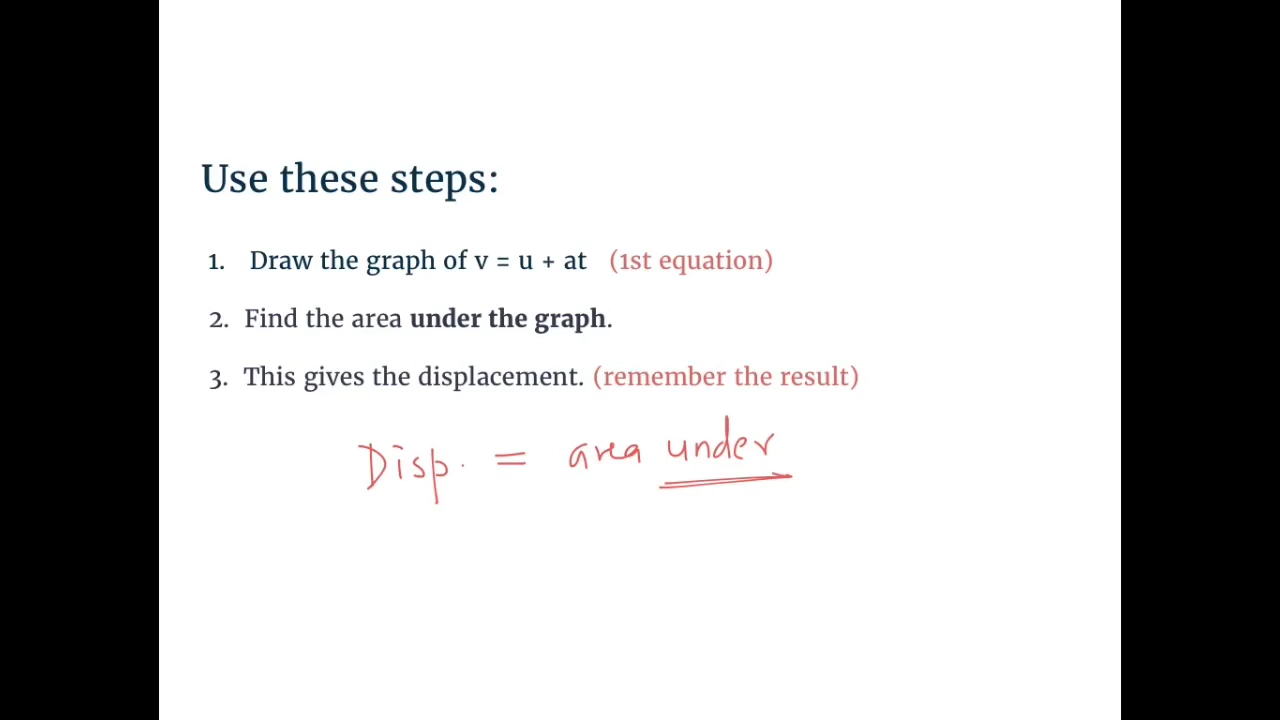 Use these steps:
1. Draw the graph of v = u + at (1st equation)
2. Find the area under the graph.
3. This gives the displacement. (remember the result)
Disp. = area under